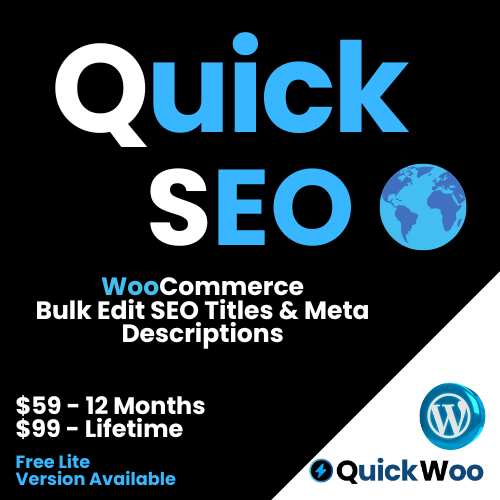 Quick
SEO
WooCommerce
Bulk Edit SEO Titles & Meta
Descriptions
$59 - 12 Months
$99 - Lifetime
Free Lite
Version Available
W
QuickWoo